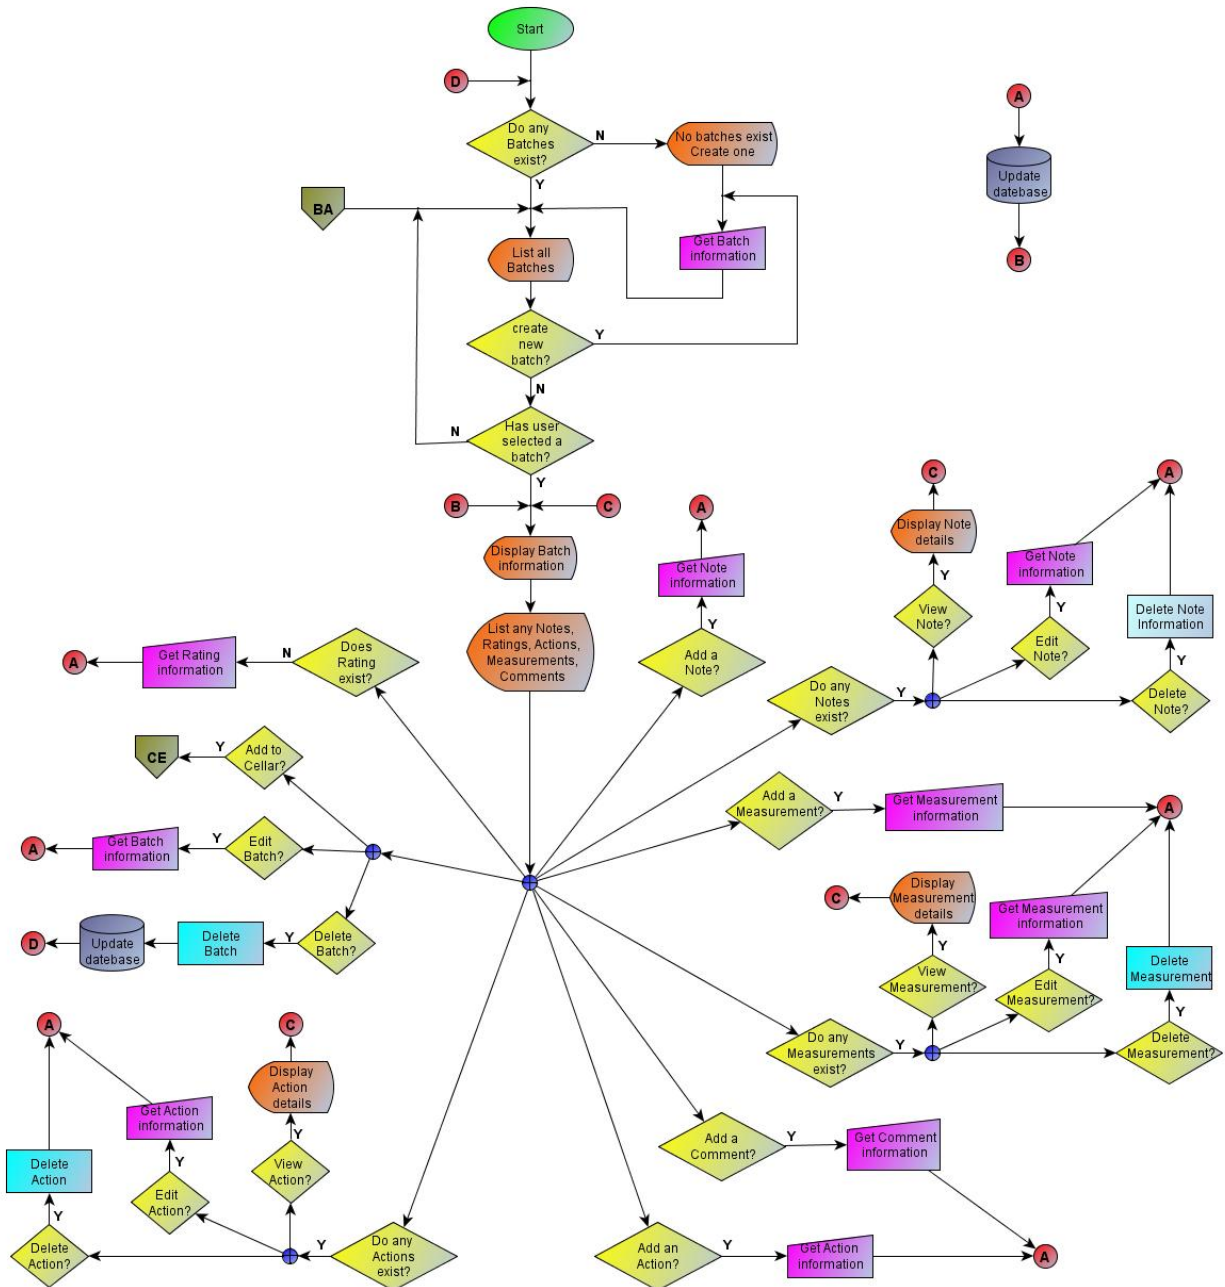 Start
D
A
Do any
Batches
exist?
N
No batches exist
Create one
Y
Update
datebase
BA
Get Batch
information
List all
Batches
B
create
new
batch?
Y
N
Has user
selected a
batch?
N
Y
B
C
A
C
A
Display Batch
information
Display Note
details
Get Note
information
Get Note
information
Y
Y
Y
View
Note?
Delete Note
Information
List any Notes,
Ratings, Actions,
Measurements,
Comments
Add a
Note?
Edit
Note?
Y
A
Get Rating
information
N
Does
Rating
exist?
Do any
Notes
exist?
Y
Delete
Note?
CE
Y
Add to
Cellar?
Add a
Measurement?
Y
Get Measurement
information
A
A
Get Batch
information
Y
Edit
Batch?
C
Display
Measurement
details
Get Measurement
information
D
Update
datebase
Delete
Batch
Y
Delete
Batch?
Y
View
Measurement?
Y
Edit
Measurement?
Delete
Measurement
Y
A
C
Do any
Measurements
exist?
Y
Delete
Measurement?
Display
Action
details
Get Action
information
Y
Y
Add a
Comment?
Y
Get Comment
information
Delete
Action
View
Action?
Edit
Action?
Y
Delete
Action?
Y
Do any
Actions
exist?
Add an
Action?
Y
Get Action
information
A